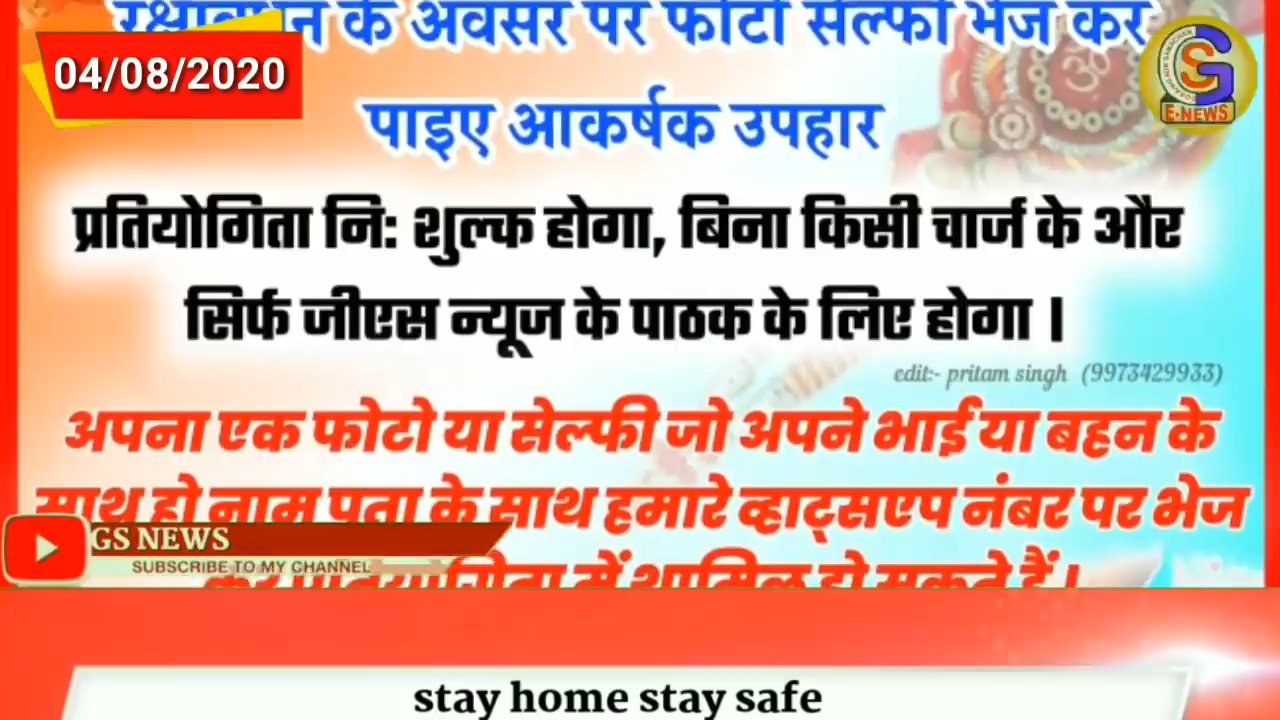 के अवसर पर फोटो सेल्फी भेज कर
04/08/2020
पाइए आकर्षक उपहार
GS
E-NEWS
प्रतियोगिता नि: शुल्क होगा, बिना किसी चार्ज के और
सिर्फ जीएस न्यूज के पाठक के लिए होगा ।
edit:- pritam singh (9973429933)
अपना एक फोटो या सेल्फी जो अपने भाई या बहन के
साथ हो नाम पता के साथ हमारे व्हाट्सएप नंबर पर भेज
GS NEWS
SUBSCRIBE TO MY CHANNEL
में शामिल हो सकते हैं ।
stay home stay safe